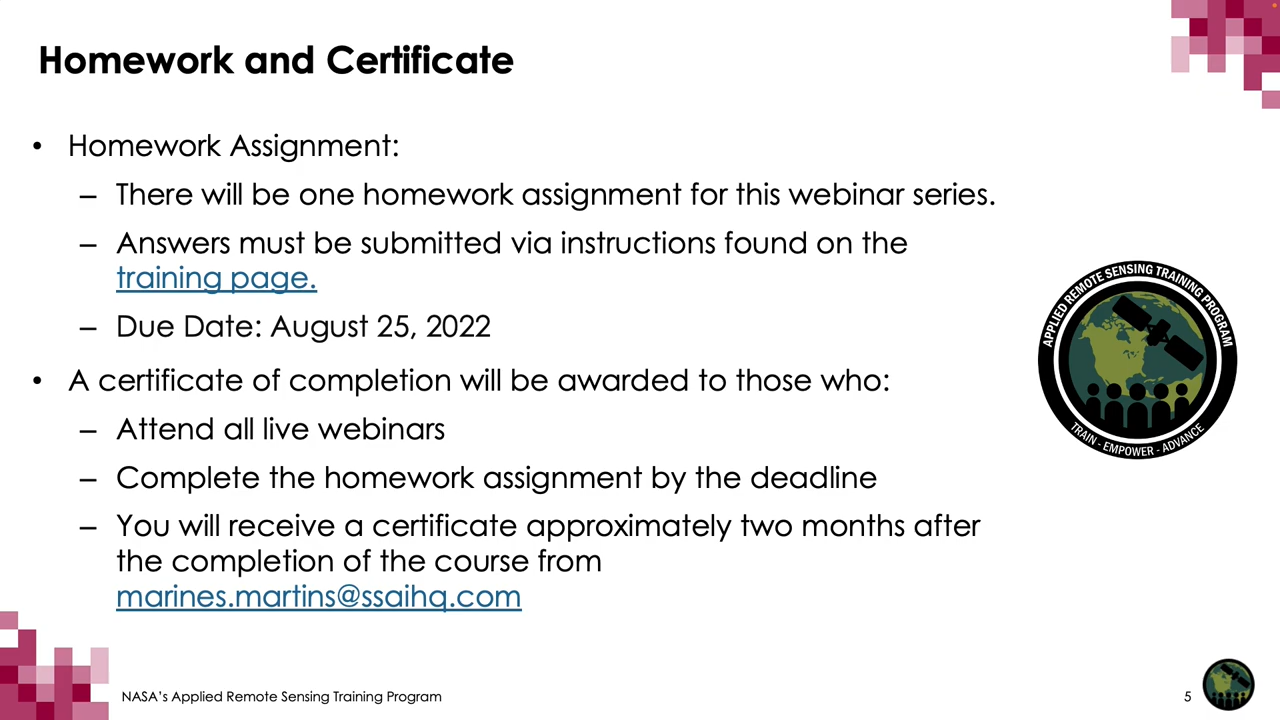 Homework and Certificate
• Homework Assignment:
– There will be one homework assignment for this webinar series.
– Answers must be submitted via instructions found on the
training page.
– Due Date: August 25, 2022
• A certificate of completion will be awarded to those who:
– Attend all live webinars
– Complete the homework assignment by the deadline
– You will receive a certificate approximately two months after
the completion of the course from
marines.martins@ssaihq.com
APPLIED REMOTE SENSING TRAINING PROGRAM
TRAIN - EMPOWER - ADVANCE
NASA's Applied Remote Sensing Training Program
5